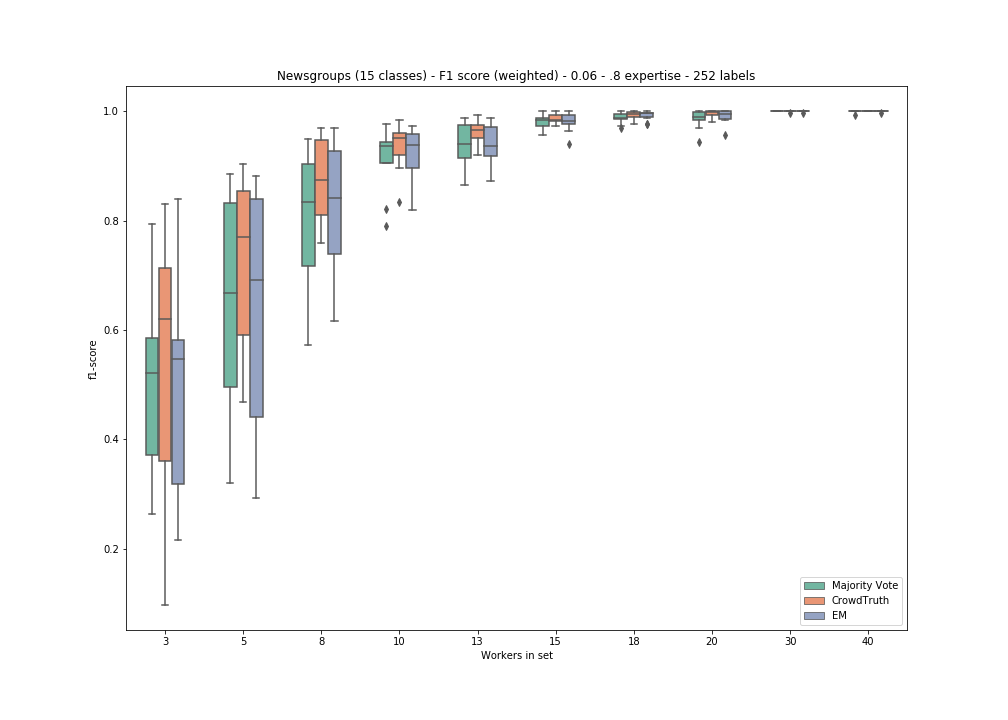 Newsgroups (15 classes) - F1 score (weighted) - 0.06 - .8 expertise - 252 labels
1.0
0.8
0.6
0.4
0.2
f1-score
3 5 8 10 13 15 18 20 30 40
Workers in set
Majority Vote
CrowdTruth
EM